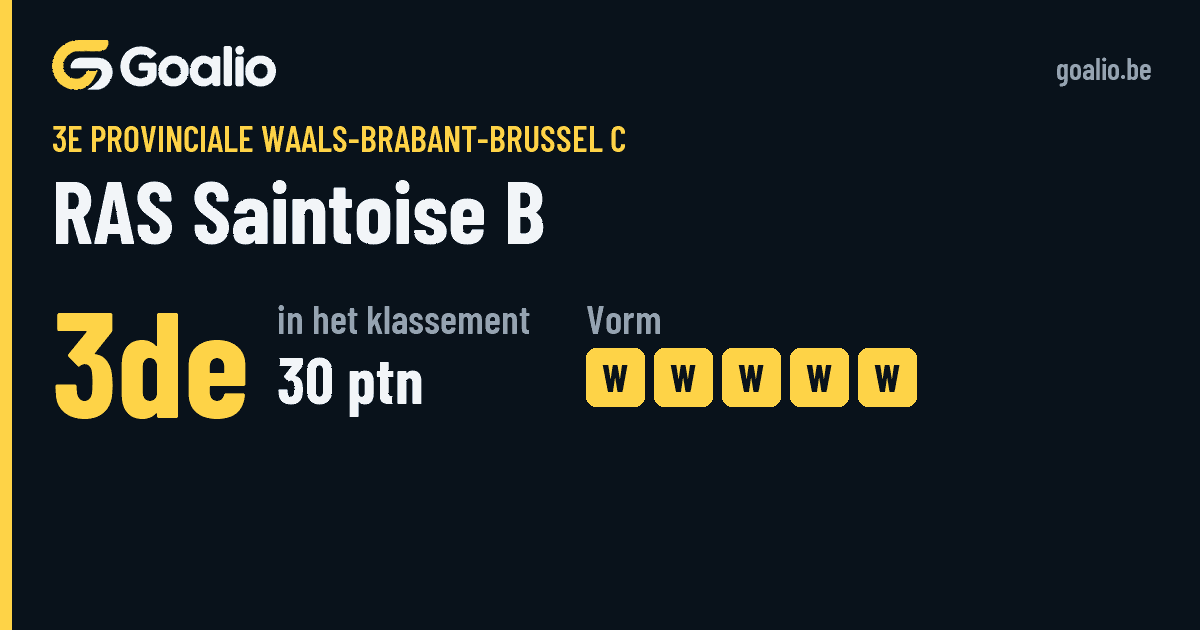 Goalio
goalio.be
3E PROVINCIALE WAALS-BRABANT-BRUSSEL C
RAS Saintoise B
3de
in het klassement
30 ptn
Vorm
W W W W W